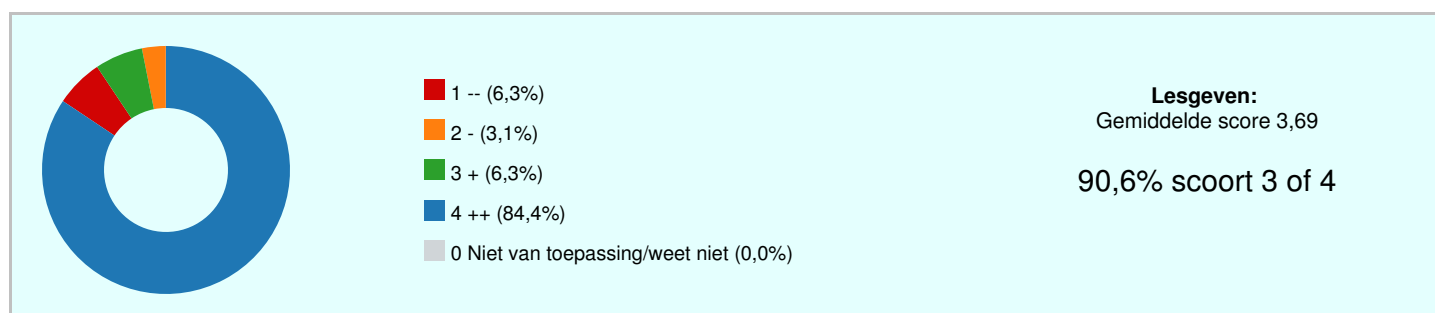 1 -- (6,3%)
2 - (3,1%)
3 + (6,3%)
4 ++ (84,4%)
0 Niet van toepassing/weet niet (0,0%)
Lesgeven:
Gemiddelde score 3,69
90,6% scoort 3 of 4